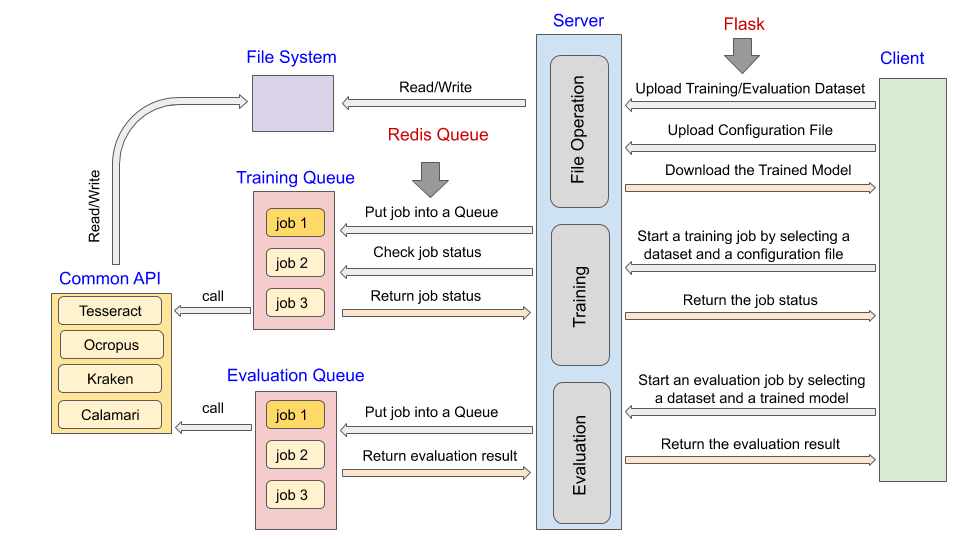 Server
Flask
File System
Client
Read/Write
Upload Training/Evaluation Dataset
File Operation
Redis Queue
Upload Configuration File
Download the Trained Model
Read/Write
Training Queue
job 1
job 2
job 3
Put job into a Queue
Check job status
Return job status
Training
Start a training job by selecting a
dataset and a configuration file
Return the job status
Common API
Tesseract
Ocropus
Kraken
Calamari
call
call
Evaluation Queue
job 1
job 2
job 3
Put job into a Queue
Return evaluation result
Evaluation
Start an evaluation job by selecting
a dataset and a trained model
Return the evaluation result